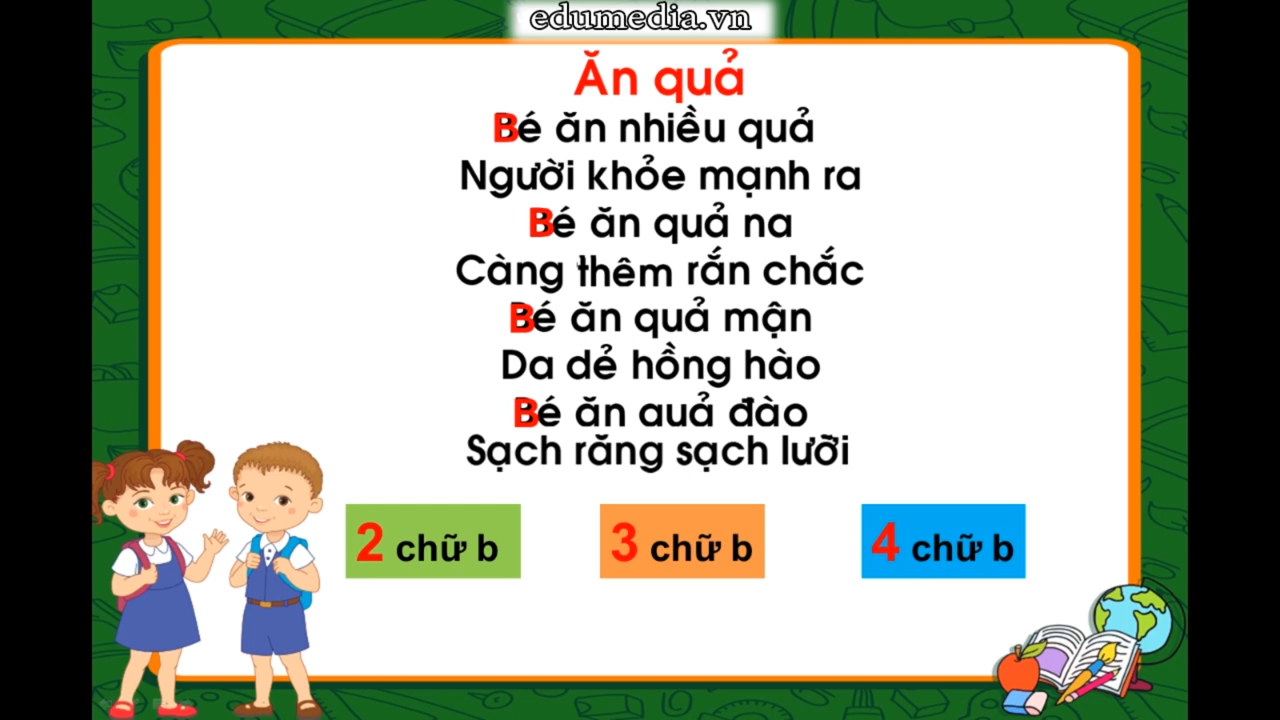 edumedia.vn
Ăn quả
Bé ăn nhiều quả
Người khỏe mạnh ra
Bé ăn quả na
Càng thêm rắn chắc
Bé ăn quả mận
Da dẻ hồng hào
Bé ăn auả đào
Sạch răng sạch lưỡi
2 chữ b
3 chữ b
4 chữ b